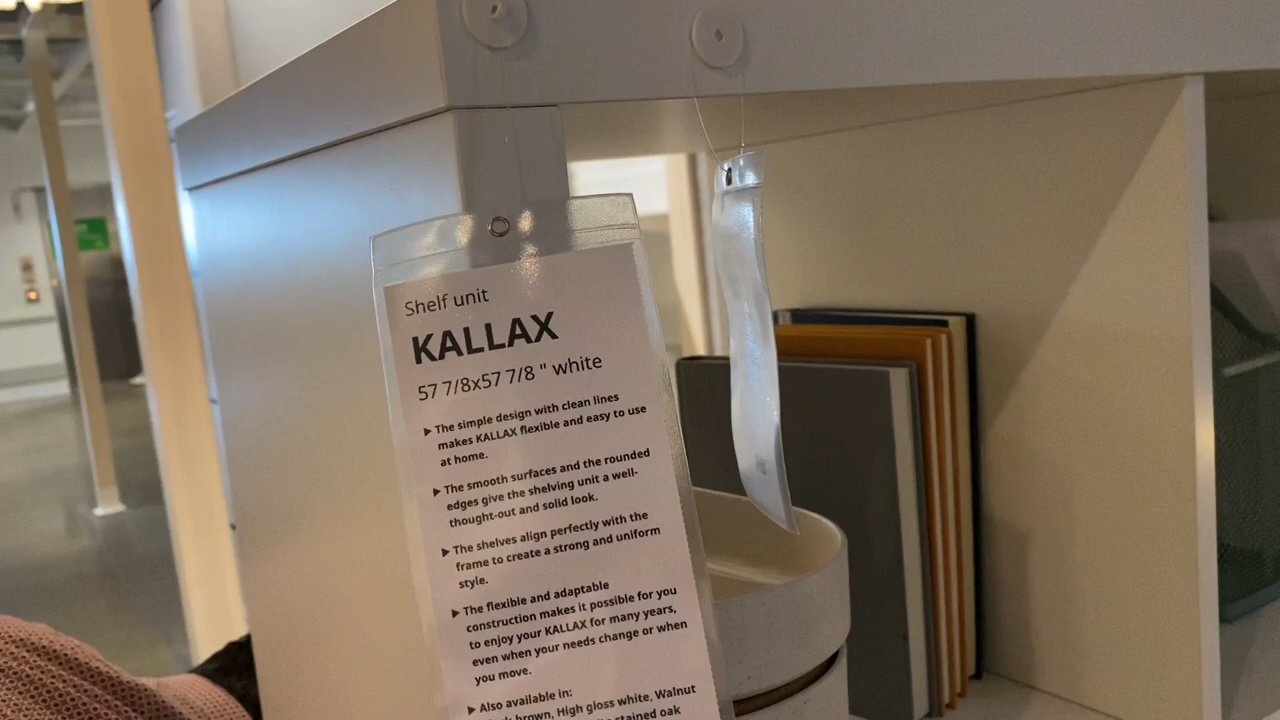 Shelf unit
KALLAX
57 7/8x57 7/8 " white
▶ The simple design with clean lines
makes KALLAX flexible and easy to use
at home.
▶ The smooth surfaces and the rounded
edges give the shelving unit a well-
thought-out and solid look.
▶ The shelves align perfectly with the
frame to create a strong and uniform
style.
▶ The flexible and adaptable
construction makes it possible for you
to enjoy your KALLAX for many years,
even when your needs change or when
you move.
▶ Also available in:
brown, High gloss white, Walnut
stained oak